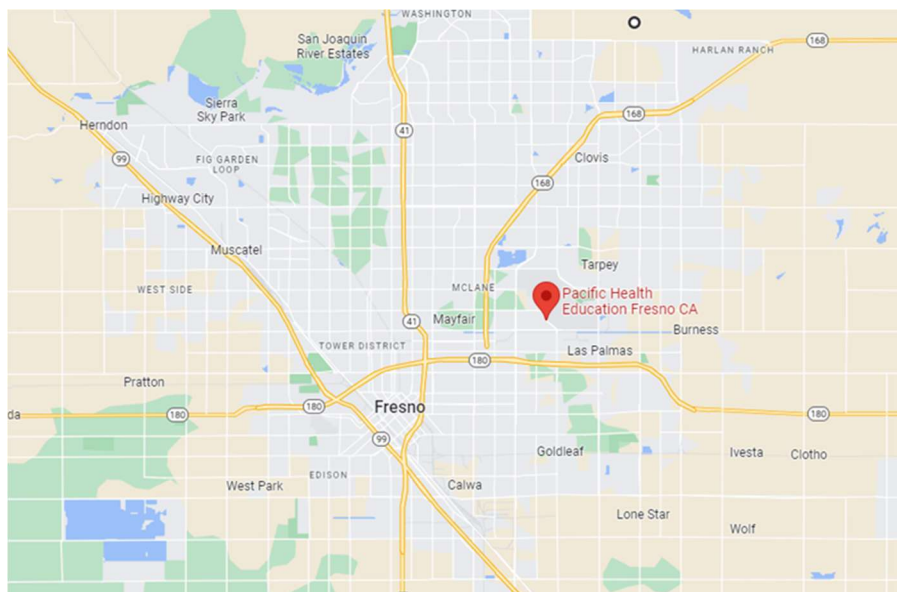 WASHINGTON
San Joaquin
River Estates
168
HARLAN RANCH
Sierra
Sky Park
168
Herndon
41
99
FIG GARDEN
LOOP
Clovis
168
Highway City
Muscatel
Tarpey
WEST SIDE
MCLANE
Pacific Health
Education Fresno CA
41
Mayfair
Burness
TOWER DISTRICT
Las Palmas
180
Pratton
da
180
180
Fresno
180
99
Goldleaf
Ivesta
Clotho
EDISON
West Park
Calwa
Lone Star
Wolf